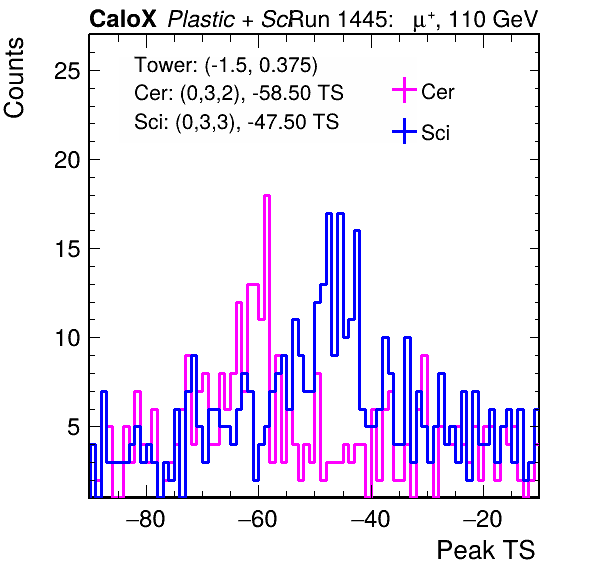 CaloX Plastic + Sci Run 1445: μ+, 110 GeV
Counts
Tower: (-1.5, 0.375)
Cer: (0,3,2), -58.50 TS
Sci: (0,3,3), -47.50 TS
Cer
Sci
25
20
15
10
5
−80 −60 −40 −20
Peak TS